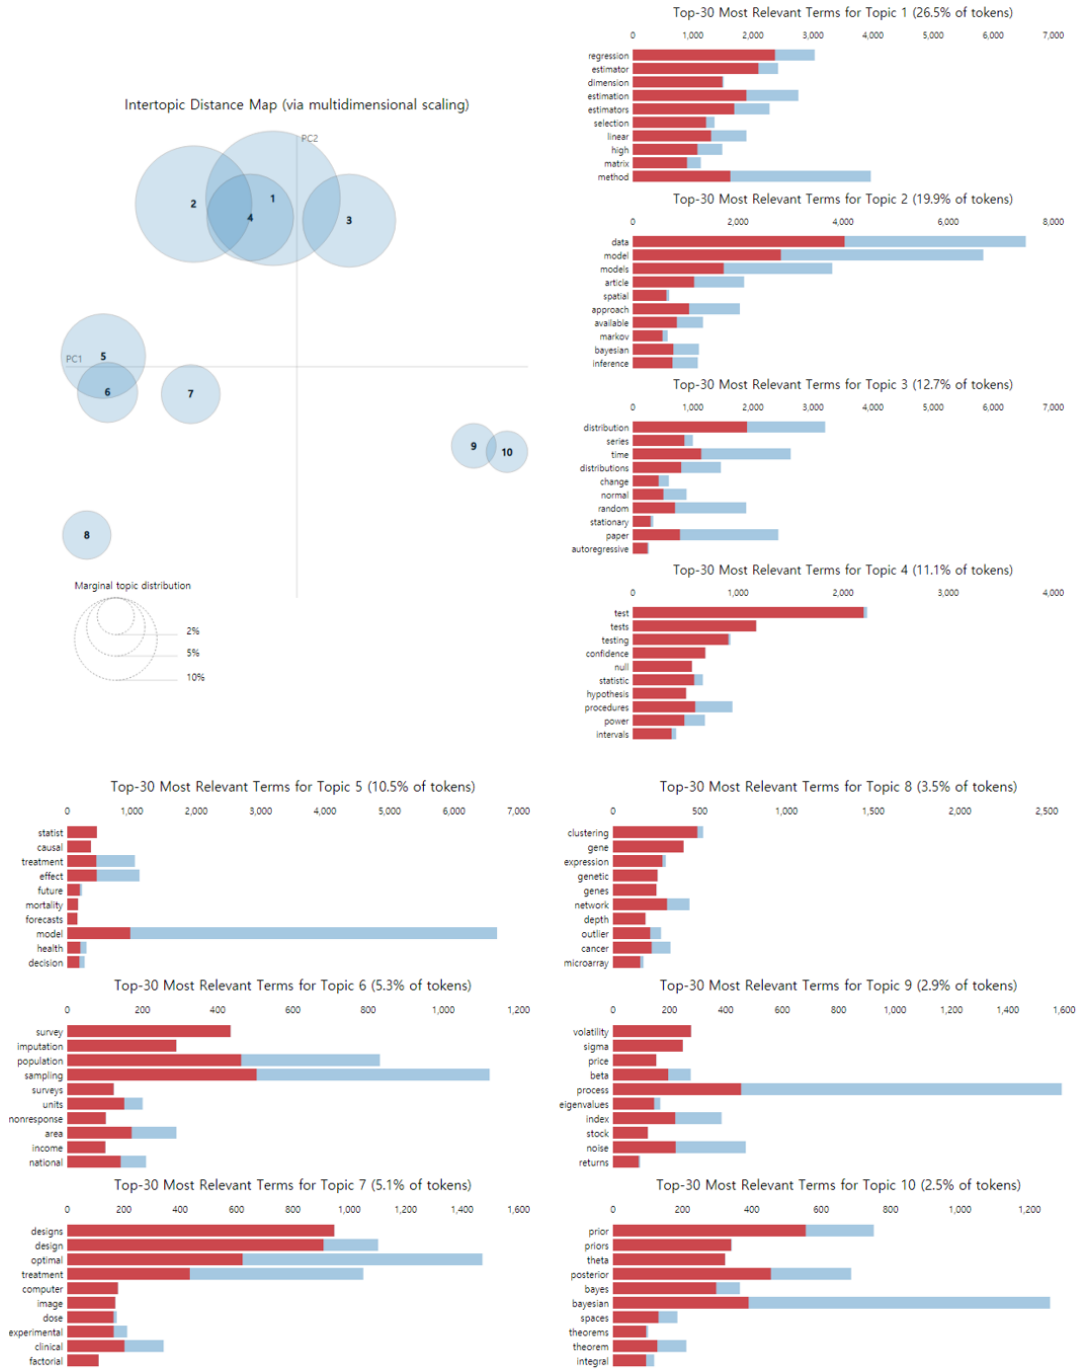 Intertopic Distance Map (via multidimensional scaling)
PC2
1
2
3
4
PC1
5
6
7
9
10
8
Marginal topic distribution
2%
5%
10%
Top-30 Most Relevant Terms for Topic 1 (26.5% of tokens)
0 1,000 2,000 3,000 4,000 5,000 6,000 7,000
regression
estimator
dimension
estimation
estimators
selection
linear
high
matrix
method
Top-30 Most Relevant Terms for Topic 2 (19.9% of tokens)
0 2,000 4,000 6,000 8,000
data
model
models
article
spatial
approach
available
markov
bayesian
inference
Top-30 Most Relevant Terms for Topic 3 (12.7% of tokens)
0 1,000 2,000 3,000 4,000 5,000 6,000 7,000
distribution
series
time
distributions
change
normal
random
stationary
paper
autoregressive
Top-30 Most Relevant Terms for Topic 4 (11.1% of tokens)
0 1,000 2,000 3,000 4,000
test
tests
testing
confidence
null
statistic
hypothesis
procedures
power
intervals
Top-30 Most Relevant Terms for Topic 5 (10.5% of tokens)
0 1,000 2,000 3,000 4,000 5,000 6,000 7,000
statist
causal
treatment
effect
future
mortality
forecasts
model
health
decision
Top-30 Most Relevant Terms for Topic 6 (5.3% of tokens)
0 200 400 600 800 1,000 1,200
survey
imputation
population
sampling
surveys
units
nonresponse
area
income
national
Top-30 Most Relevant Terms for Topic 7 (5.1% of tokens)
0 200 400 600 800 1,000 1,200 1,400 1,600
designs
design
optimal
treatment
computer
image
dose
experimental
clinical
factorial
Top-30 Most Relevant Terms for Topic 8 (3.5% of tokens)
0 500 1,000 1,500 2,000 2,500
clustering
gene
expression
genetic
genes
network
depth
outlier
cancer
microarray
Top-30 Most Relevant Terms for Topic 9 (2.9% of tokens)
0 200 400 600 800 1,000 1,200 1,400 1,600
volatility
sigma
price
beta
process
eigenvalues
index
stock
noise
returns
Top-30 Most Relevant Terms for Topic 10 (2.5% of tokens)
0 200 400 600 800 1,000 1,200
prior
priors
theta
posterior
bayes
bayesian
spaces
theorems
theorem
integral